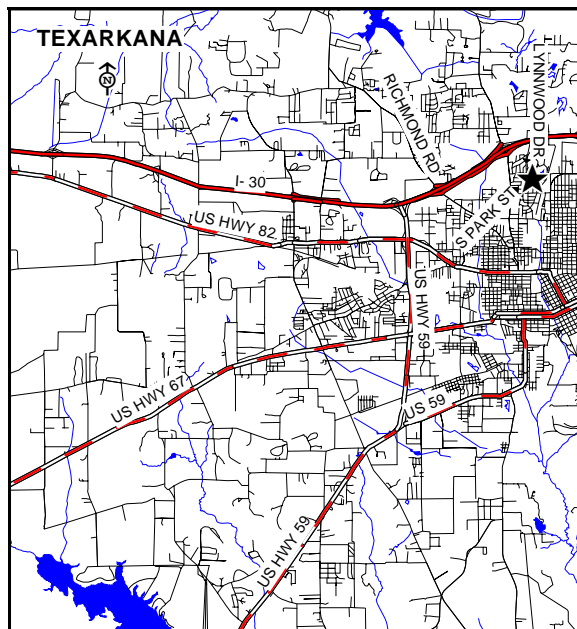 TEXARKANA
N
LYNNWOOD DR
RICHMOND RD
I- 30
S PARK ST
US HWY 82
US HWY 59
US HWY 67
US 59
US HWY 59